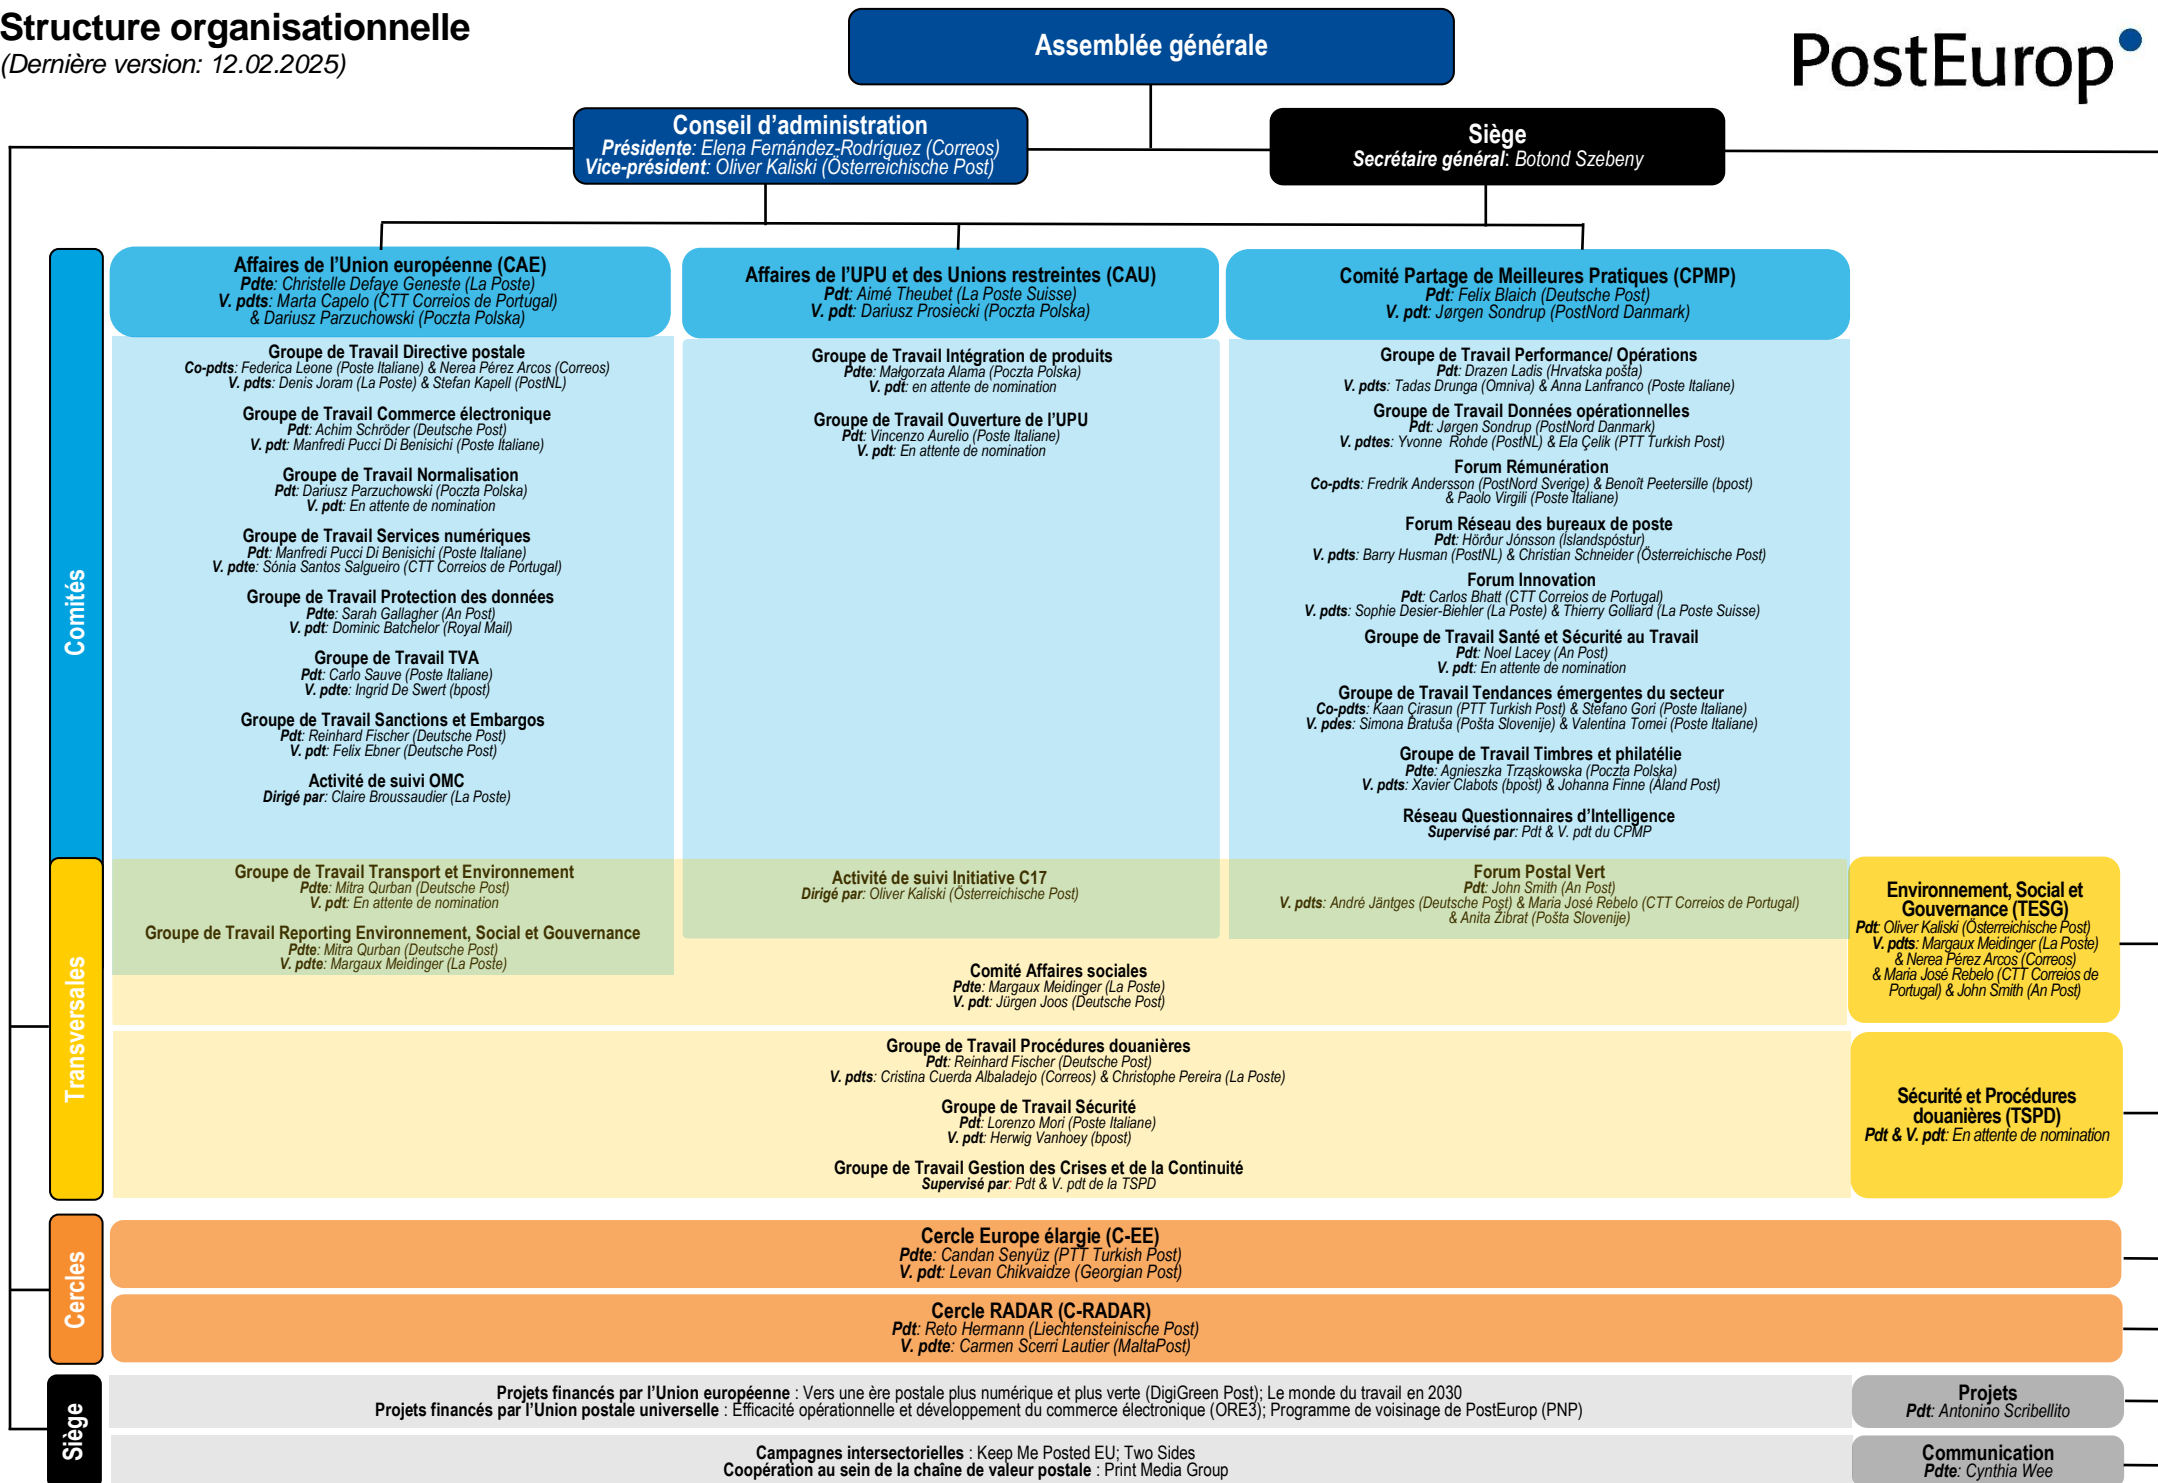 Structure organisationnelle
(Dernière version: 12.02.2025)
Assemblée générale
PostEurop
Conseil d’administration
Présidente: Elena Fernández-Rodríguez (Correos)
Vice-président: Oliver Kaliski (Österreichische Post)
Siège
Secrétaire général: Botond Szebeny
Comités
Affaires de l’Union européenne (CAE)
Pdte: Christelle Defaye Geneste (La Poste)
V. pdts: Marta Capelo (CTT Correios de Portugal)
& Dariusz Parzuchowski (Poczta Polska)
Groupe de Travail Directive postale
Co-pdts: Federica Leone (Poste Italiane) & Nerea Pérez Arcos (Correos)
V. pdts: Denis Joram (La Poste) & Stefan Kapell (PostNL)
Groupe de Travail Commerce électronique
Pdt: Achim Schröder (Deutsche Post)
V. pdt: Manfredi Pucci Di Benisichi (Poste Italiane)
Groupe de Travail Normalisation
Pdt: Dariusz Parzuchowski (Poczta Polska)
V. pdt: En attente de nomination
Groupe de Travail Services numériques
Pdt: Manfredi Pucci Di Benisichi (Poste Italiane)
V. pdte: Sónia Santos Salgueiro (CTT Correios de Portugal)
Groupe de Travail Protection des données
Pdte: Sarah Gallagher (An Post)
V. pdt: Dominic Batchelor (Royal Mail)
Groupe de Travail TVA
Pdt: Carlo Sauve (Poste Italiane)
V. pdte: Ingrid De Swert (bpost)
Groupe de Travail Sanctions et Embargos
Pdt: Reinhard Fischer (Deutsche Post)
V. pdt: Felix Ebner (Deutsche Post)
Activité de suivi OMC
Dirigé par: Claire Broussaudier (La Poste)
Affaires de l’UPU et des Unions restreintes (CAU)
Pdt: Aimé Theubet (La Poste Suisse)
V. pdt: Dariusz Prosiecki (Poczta Polska)
Groupe de Travail Intégration de produits
Pdte: Małgorzata Alama (Poczta Polska)
V. pdt: en attente de nomination
Groupe de Travail Ouverture de l’UPU
Pdt: Vincenzo Aurelio (Poste Italiane)
V. pdt: En attente de nomination
Comité Partage de Meilleures Pratiques (CPMP)
Pdt: Felix Blaich (Deutsche Post)
V. pdt: Jørgen Sondrup (PostNord Danmark)
Groupe de Travail Performance/ Opérations
Pdt: Drazen Ladis (Hrvatska pošta)
V. pdts: Tadas Drunga (Omniva) & Anna Lanfranco (Poste Italiane)
Groupe de Travail Données opérationnelles
Pdt: Jørgen Sondrup (PostNord Danmark)
V. pdtes: Yvonne Rohde (PostNL) & Ela Çelik (PTT Turkish Post)
Forum Rémunération
Co-pdts: Fredrik Andersson (PostNord Sverige) & Benoît Peetersille (bpost)
& Paolo Virgili (Poste Italiane)
Forum Réseau des bureaux de poste
Pdt: Hörður Jónsson (Íslandspóstur)
V. pdts: Barry Husman (PostNL) & Christian Schneider (Österreichische Post)
Forum Innovation
Pdt: Carlos Bhatt (CTT Correios de Portugal)
V. pdts: Sophie Desier-Biehler (La Poste) & Thierry Golliard (La Poste Suisse)
Groupe de Travail Santé et Sécurité au Travail
Pdt: Noel Lacey (An Post)
V. pdt: En attente de nomination
Groupe de Travail Tendances émergentes du secteur
Co-pdts: Kaan Çirasun (PTT Turkish Post) & Stefano Gori (Poste Italiane)
V. pdes: Simona Bratuša (Pošta Slovenije) & Valentina Tomei (Poste Italiane)
Groupe de Travail Timbres et philatélie
Pdte: Agnieszka Trząskowska (Poczta Polska)
V. pdts: Xavier Clabots (bpost) & Johanna Finne (Åland Post)
Réseau Questionnaires d’Intelligence
Supervisé par: Pdt & V. pdt du CPMP
Transversales
Groupe de Travail Transport et Environnement
Pdte: Mitra Qurban (Deutsche Post)
V. pdt: En attente de nomination
Groupe de Travail Reporting Environnement, Social et Gouvernance
Pdte: Mitra Qurban (Deutsche Post)
V. pdte: Margaux Meidinger (La Poste)
Activité de suivi Initiative C17
Dirigé par: Oliver Kaliski (Österreichische Post)
Forum Postal Vert
Pdt: John Smith (An Post)
V. pdts: André Jäntges (Deutsche Post) & Maria José Rebelo (CTT Correios de Portugal)
& Anita Žibrat (Pošta Slovenije)
Comité Affaires sociales
Pdte: Margaux Meidinger (La Poste)
V. pdt: Jürgen Joos (Deutsche Post)
Environnement, Social et
Gouvernance (TESG)
Pdt: Oliver Kaliski (Österreichische Post)
V. pdts: Margaux Meidinger (La Poste)
& Nerea Pérez Arcos (Correos)
& Maria José Rebelo (CTT Correios de
Portugal) & John Smith (An Post)
Groupe de Travail Procédures douanières
Pdt: Reinhard Fischer (Deutsche Post)
V. pdts: Cristina Cuerda Albaladejo (Correos) & Christophe Pereira (La Poste)
Groupe de Travail Sécurité
Pdt: Lorenzo Mori (Poste Italiane)
V. pdt: Herwig Vanhoey (bpost)
Groupe de Travail Gestion des Crises et de la Continuité
Supervisé par: Pdt & V. pdt de la TSPD
Sécurité et Procédures
douanières (TSPD)
Pdt & V. pdt: En attente de nomination
Cercles
Cercle Europe élargie (C-EE)
Pdte: Candan Senyüz (PTT Turkish Post)
V. pdt: Levan Chikvaidze (Georgian Post)
Cercle RADAR (C-RADAR)
Pdt: Reto Hermann (Liechtensteinische Post)
V. pdte: Carmen Scerri Lautier (MaltaPost)
Siège
Projets financés par l’Union européenne : Vers une ère postale plus numérique et plus verte (DigiGreen Post); Le monde du travail en 2030
Projets financés par l’Union postale universelle : Efficacité opérationnelle et développement du commerce électronique (ORE3); Programme de voisinage de PostEurop (PNP)
Projets
Pdt: Antonino Scribellito
Campagnes intersectorielles : Keep Me Posted EU; Two Sides
Coopération au sein de la chaîne de valeur postale : Print Media Group
Communication
Pdte: Cynthia Wee